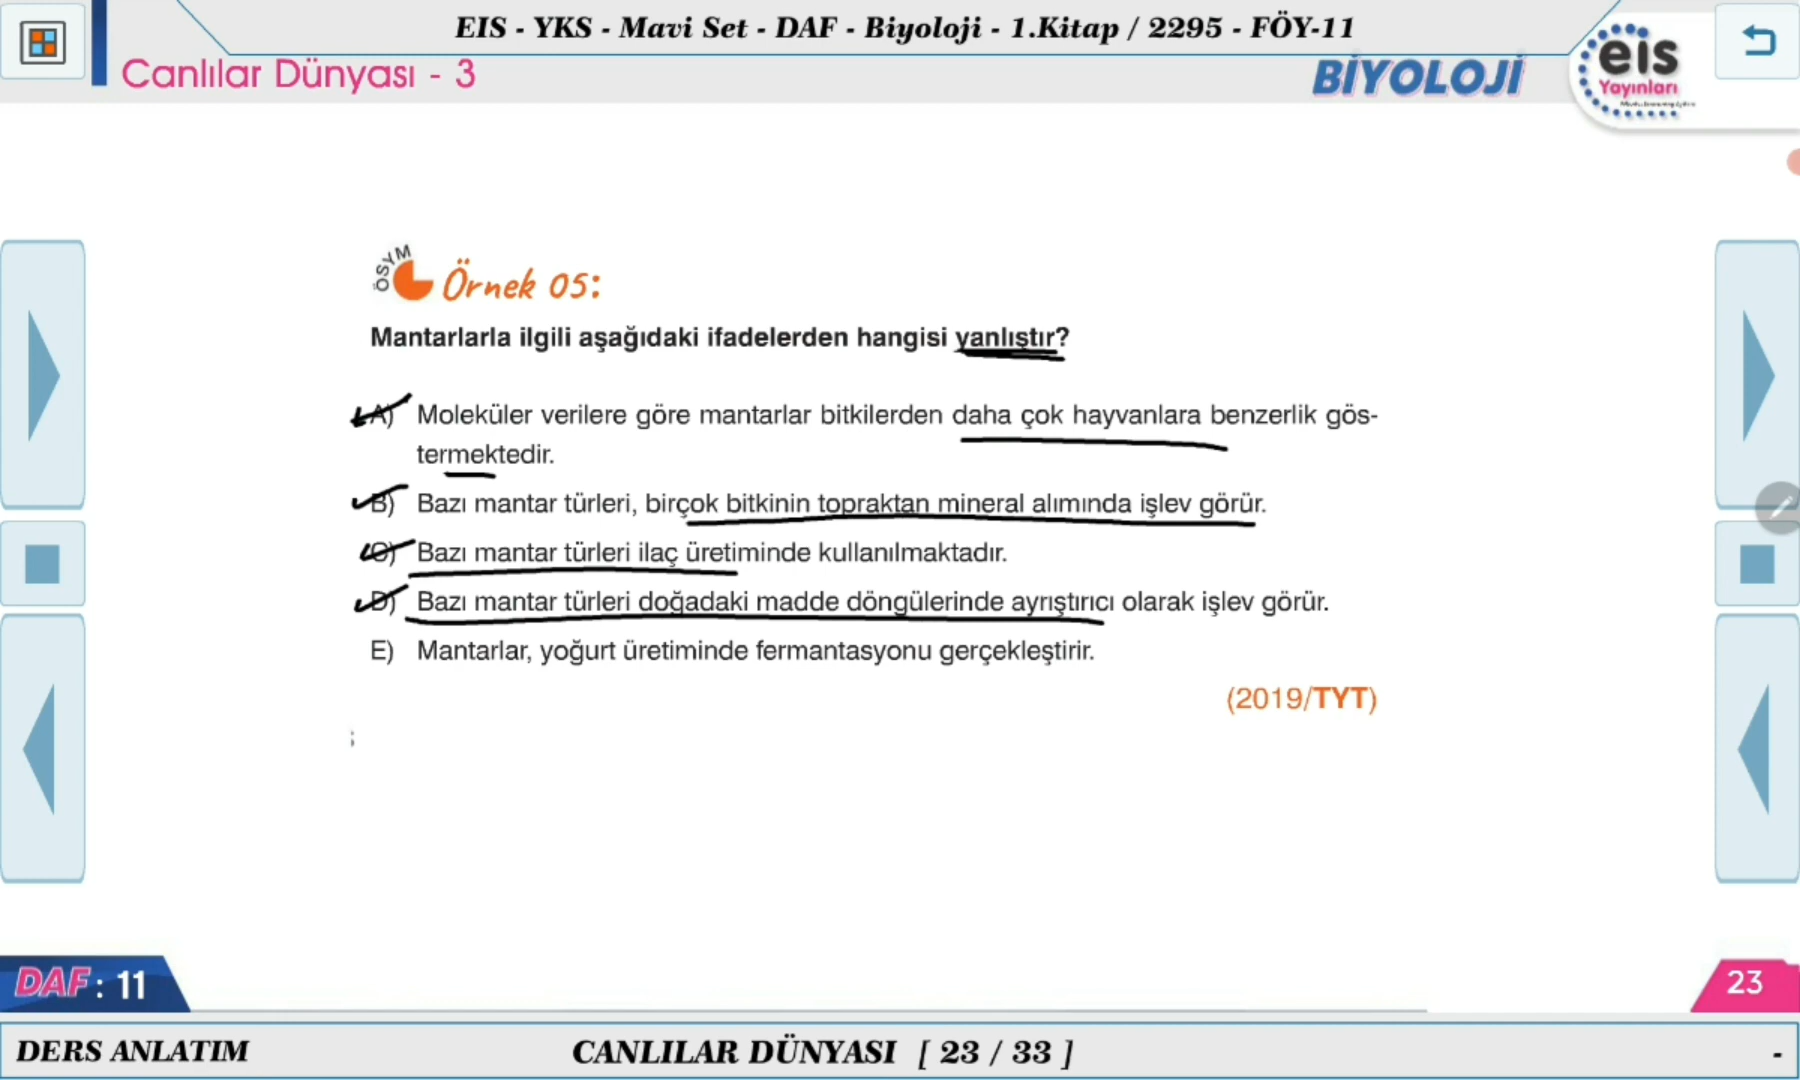 EIS - YKS - Mavi Set - DAF - Biyoloji - 1.Kitap / 2295 - FÖY-11
Canlılar Dünyası - 3
BİYOLOJİ
eis
Yayınları
ÖSYM
Örnek 05:
Mantarlarla ilgili aşağıdaki ifadelerden hangisi yanlıştır?
A) Moleküler verilere göre mantarlar bitkilerden daha çok hayvanlara benzerlik gös-
termektedir.
B) Bazı mantar türleri, birçok bitkinin topraktan mineral alımında işlev görür.
C) Bazı mantar türleri ilaç üretiminde kullanılmaktadır.
D) Bazı mantar türleri doğadaki madde döngülerinde ayrıştırıcı olarak işlev görür.
E) Mantarlar, yoğurt üretiminde fermantasyonu gerçekleştirir.
(2019/TYT)
DAF : 11
23
DERS ANLATIM
CANLILAR DÜNYASI [ 23 / 33 ]
-